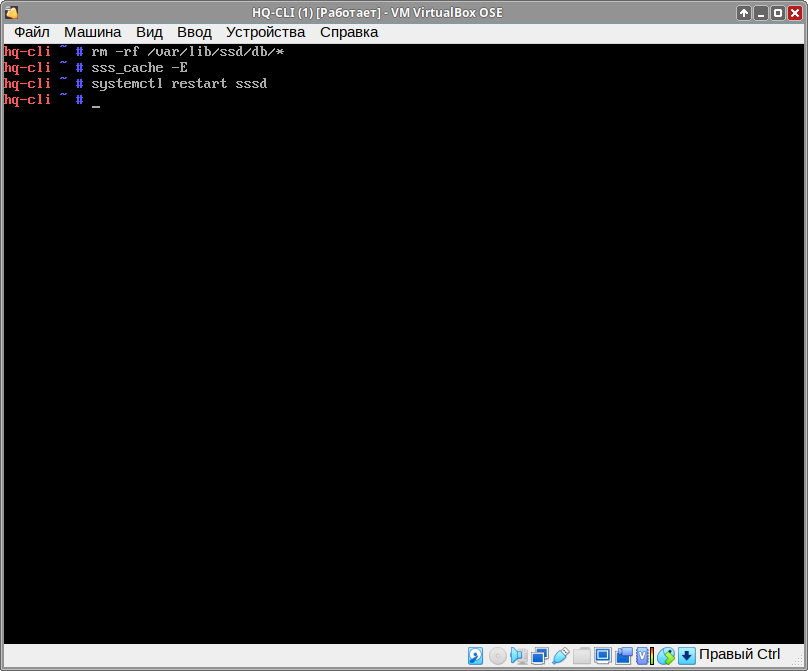 HQ-CLI (1) [Работает] - VM VirtualBox OSE
Файл Машина Вид Ввод Устройства Справка
hq-cli ~ # rm -rf /var/lib/ssd/db/*
hq-cli ~ # sss_cache -E
hq-cli ~ # systemctl restart sssd
hq-cli ~ # _
Правый Ctrl